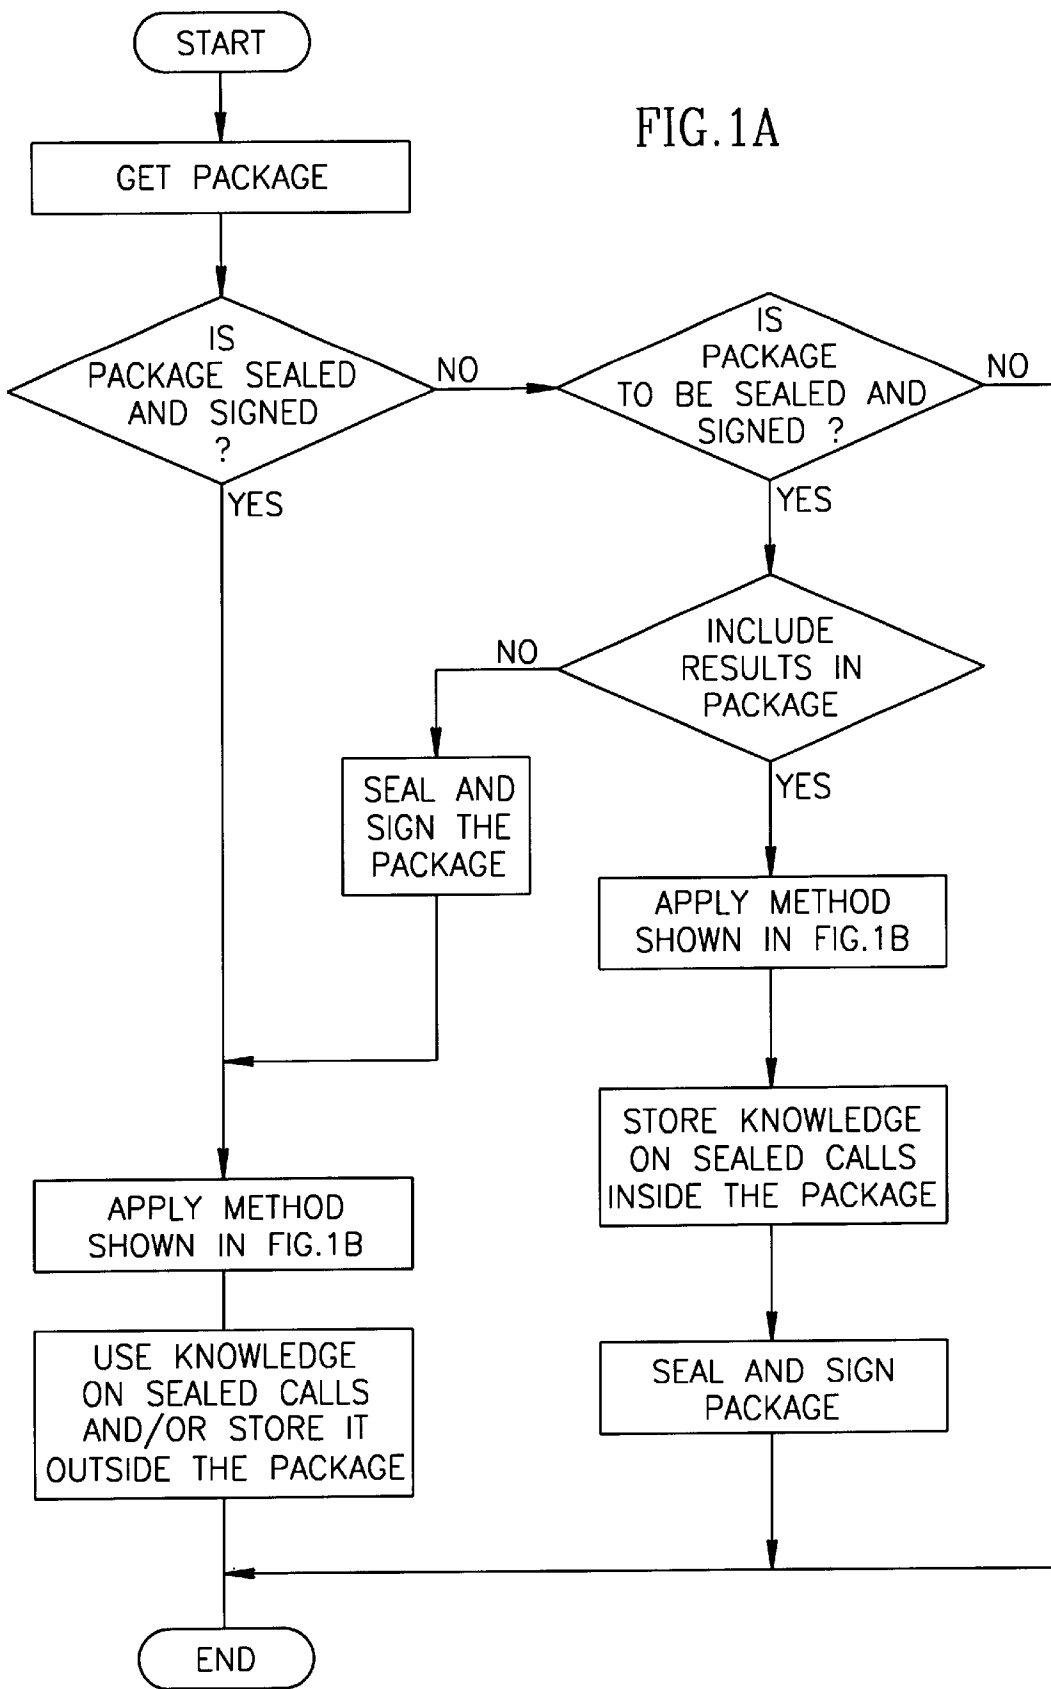 START
FIG.1A
GET PACKAGE
IS
PACKAGE SEALED
AND SIGNED
?
NO
YES
IS
PACKAGE
TO BE SEALED AND
SIGNED ?
NO
YES
INCLUDE
RESULTS IN
PACKAGE
NO
YES
SEAL AND
SIGN THE
PACKAGE
APPLY METHOD
SHOWN IN FIG.1B
STORE KNOWLEDGE
ON SEALED CALLS
INSIDE THE PACKAGE
SEAL AND SIGN
PACKAGE
APPLY METHOD
SHOWN IN FIG.1B
USE KNOWLEDGE
ON SEALED CALLS
AND/OR STORE IT
OUTSIDE THE PACKAGE
END